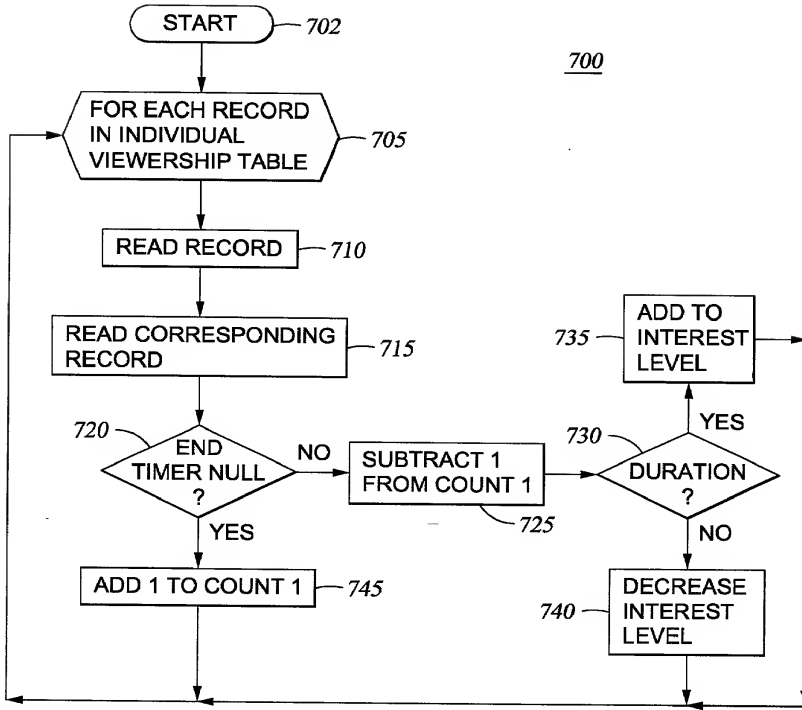 START
702
700
FOR EACH RECORD
IN INDIVIDUAL
VIEWERSHIP TABLE
705
READ RECORD
710
READ CORRESPONDING
RECORD
715
735
ADD TO
INTEREST
LEVEL
720
END
TIMER NULL
?
NO
SUBTRACT 1
FROM COUNT 1
725
730
YES
DURATION
?
YES
NO
ADD 1 TO COUNT 1
745
740
DECREASE
INTEREST
LEVEL